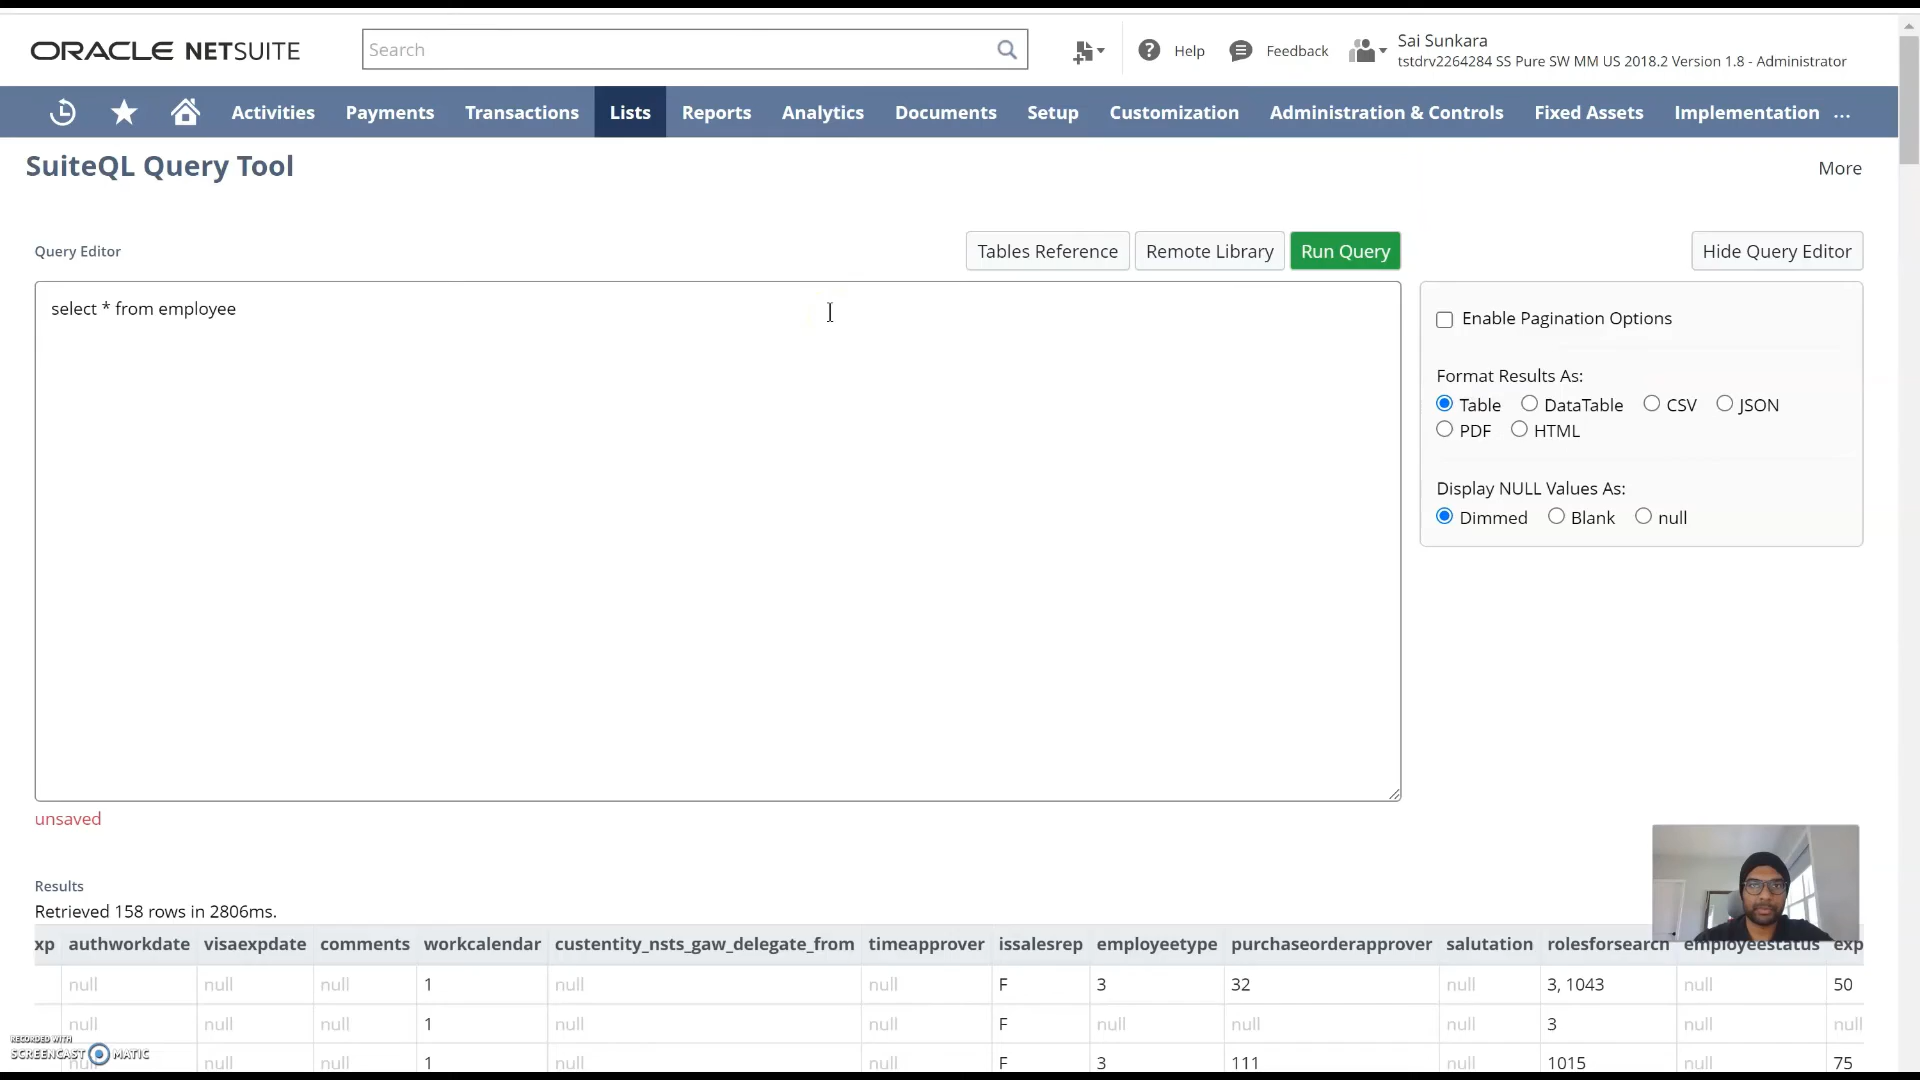 ORACLE NETSUITE
Search
Help
Feedback
Sai Sunkara
tstdrv2264284 SS Pure SW MM US 2018.2 Version 1.8 - Administrator
Activities Payments Transactions Lists Reports Analytics Documents Setup Customization Administration & Controls Fixed Assets Implementation ...
SuiteQL Query Tool
More
Query Editor
Tables Reference Remote Library Run Query Hide Query Editor
select * from employee
Enable Pagination Options
Format Results As:
Table DataTable CSV JSON
PDF HTML
Display NULL Values As:
Dimmed Blank null
unsaved
Results
Retrieved 158 rows in 2806ms.
xp authworkdate visaexpdate comments workcalendar custentity_nsts_gaw_delegate_from timeapprover issalesrep employeetype purchaseorderapprover salutation rolesforsearch employeestatus exp
null null null 1 null null F 3 32 null 3, 1043 null 50
null null null 1 null null F null null null 3 null null
null null null 1 null null F 3 111 null 1015 null 75
RECORDED WITH
SCREENCAST MATIC